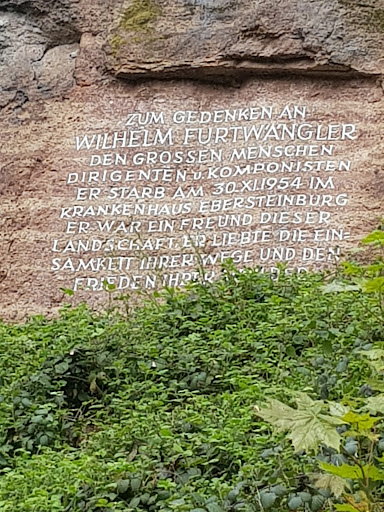 ZUM GEDENKEN AN
WILHELM FURTWÄNGLER
DEN GROSSEN MENSCHEN
DIRIGENTEN u. KOMPONISTEN
ER STARB AM 30.XI.1954 IM
KRANKENHAUS EBERSTEINBURG
ER WAR EIN FREUND DIESER
LANDSCHAFT. ER LIEBTE DIE EIN=
SAMKEIT IHRER WEGE UND DEN
FRIEDEN IHRER